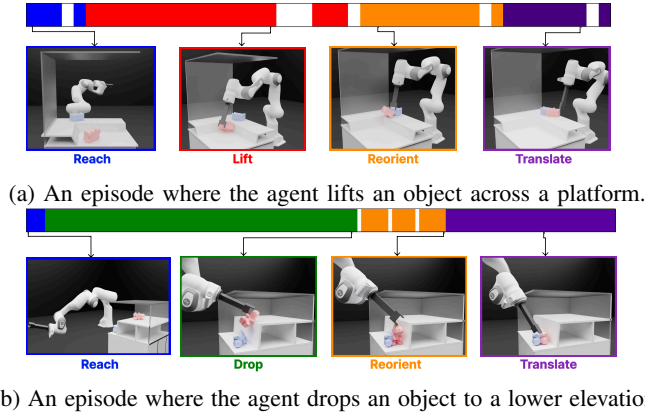 Reach Lift Reorient Translate
(a) An episode where the agent lifts an object across a platform.
Reach Drop Reorient Translate
b) An episode where the agent drops an object to a lower elevatio